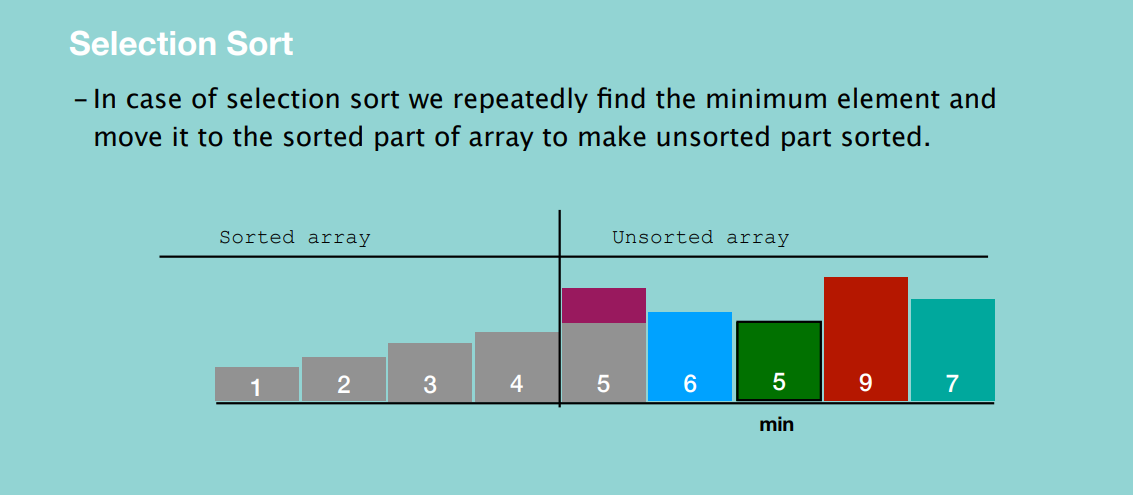 Selection Sort
– In case of selection sort we repeatedly find the minimum element and
move it to the sorted part of array to make unsorted part sorted.
Sorted array Unsorted array
1 2 3 4 5 6 5 9 7
min